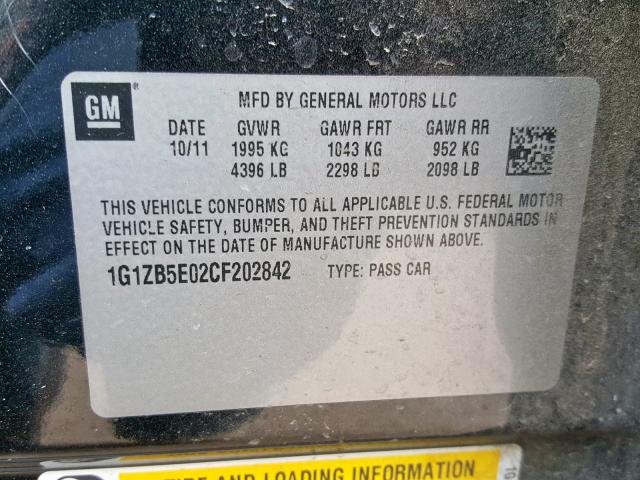 GM
MFD BY GENERAL MOTORS LLC
DATE GVWR GAWR FRT GAWR RR
10/11 1995 KG 1043 KG 952 KG
4396 LB 2298 LB 2098 LB
THIS VEHICLE CONFORMS TO ALL APPLICABLE U.S. FEDERAL MOTOR
VEHICLE SAFETY, BUMPER, AND THEFT PREVENTION STANDARDS IN
EFFECT ON THE DATE OF MANUFACTURE SHOWN ABOVE.
1G1ZB5E02CF202842 TYPE: PASS CAR
TIRE AND LOADING INFORMATION